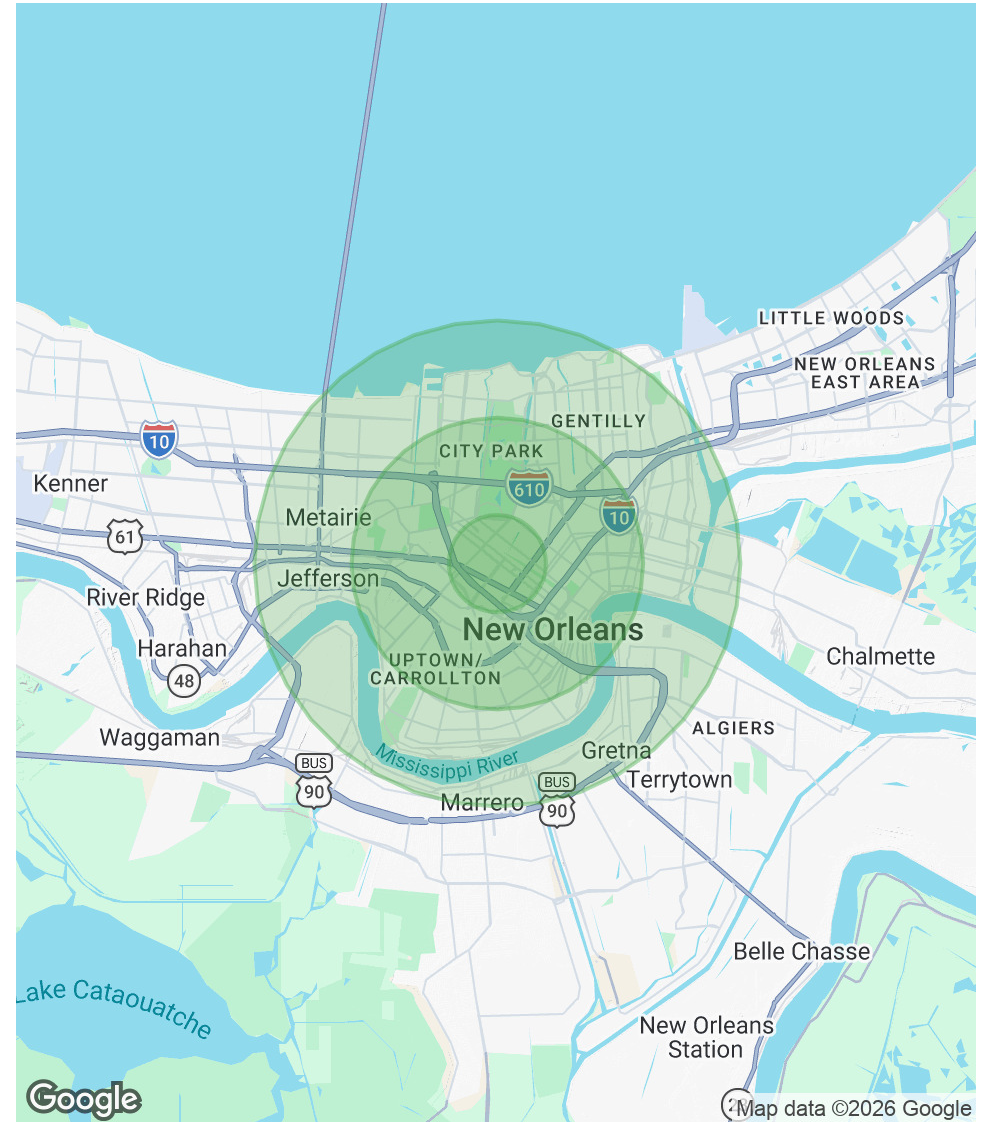 LITTLE WOODS
NEW ORLEANS
EAST AREA
GENTILLY
10
CITY PARK
Kenner
610
Metairie
10
61
Jefferson
River Ridge
New Orleans
Harahan
Chalmette
UPTOWN/
CARROLLTON
48
ALGIERS
Waggaman
Gretna
Mississippi River
BUS
90
Terrytown
BUS
90
Marrero
Belle Chasse
Lake Cataouatche
New Orleans
Station
Google
Map data ©2026 Google